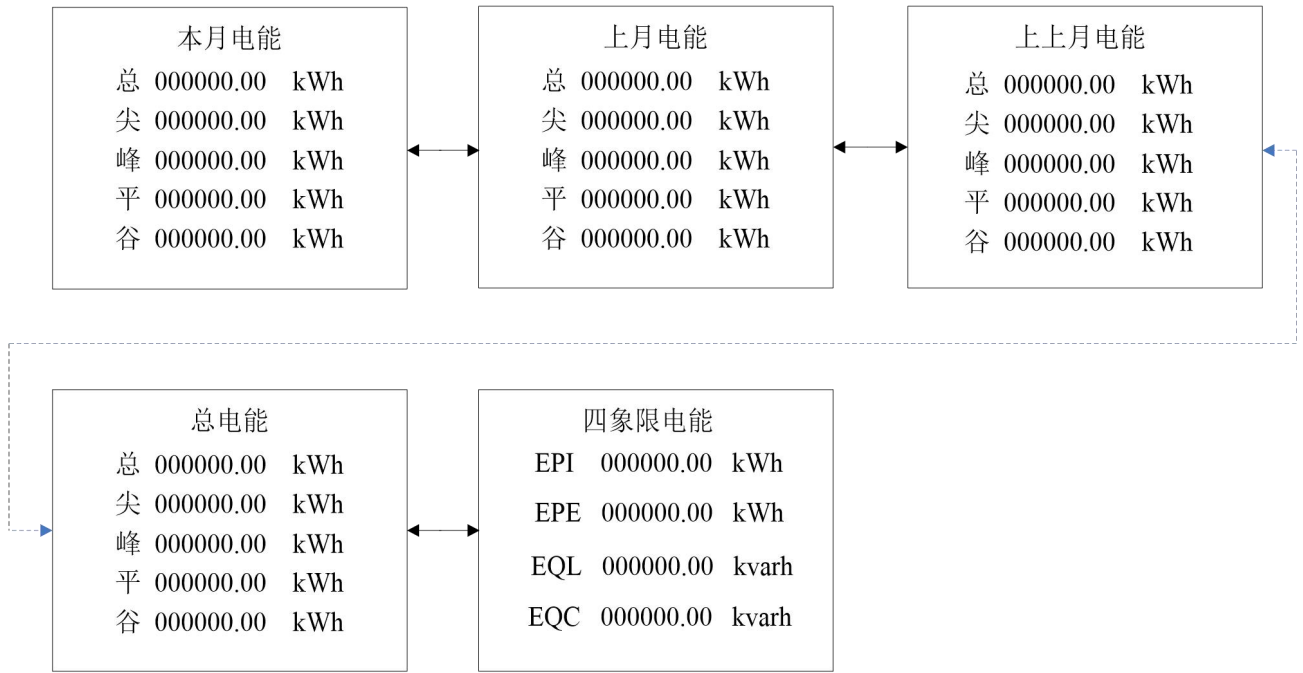 本月电能
总 000000.00 kWh
尖 000000.00 kWh
峰 000000.00 kWh
平 000000.00 kWh
谷 000000.00 kWh
上月电能
总 000000.00 kWh
尖 000000.00 kWh
峰 000000.00 kWh
平 000000.00 kWh
谷 000000.00 kWh
上上月电能
总 000000.00 kWh
尖 000000.00 kWh
峰 000000.00 kWh
平 000000.00 kWh
谷 000000.00 kWh
总电能
总 000000.00 kWh
尖 000000.00 kWh
峰 000000.00 kWh
平 000000.00 kWh
谷 000000.00 kWh
四象限电能
EPI 000000.00 kWh
EPE 000000.00 kWh
EQL 000000.00 kvarh
EQC 000000.00 kvarh